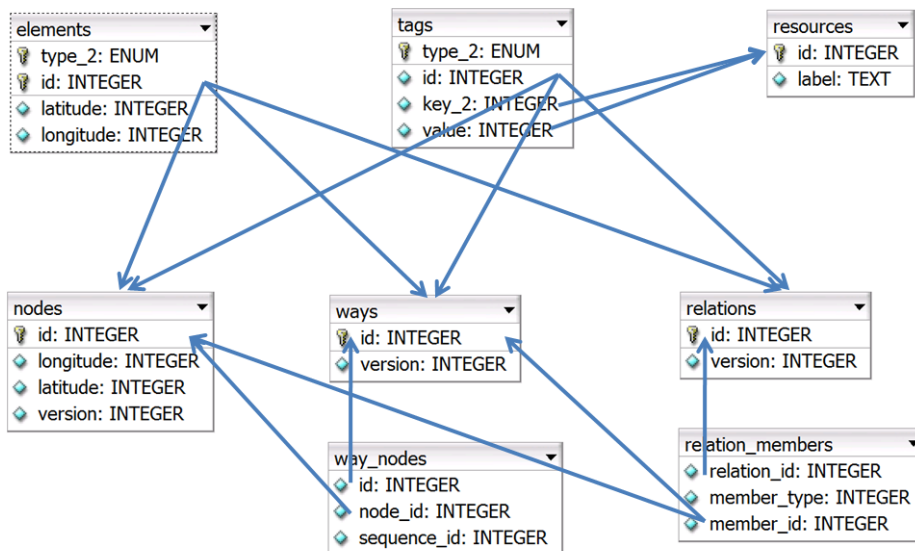 elements
type_2: ENUM
id: INTEGER
latitude: INTEGER
longitude: INTEGER
tags
type_2: ENUM
id: INTEGER
key_2: INTEGER
value: INTEGER
resources
id: INTEGER
label: TEXT
nodes
id: INTEGER
longitude: INTEGER
latitude: INTEGER
version: INTEGER
ways
id: INTEGER
version: INTEGER
relations
id: INTEGER
version: INTEGER
way_nodes
id: INTEGER
node_id: INTEGER
sequence_id: INTEGER
relation_members
relation_id: INTEGER
member_type: INTEGER
member_id: INTEGER